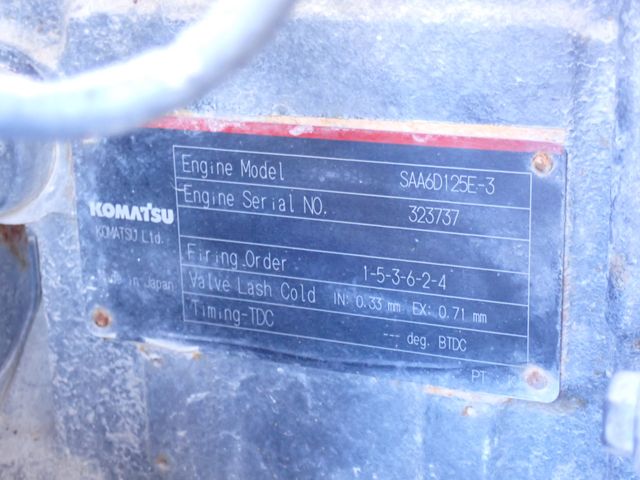 Engine Model SAA6D125E-3
Engine Serial NO. 323737
KOMATSU
KOMATSU Ltd.
Firing Order 1-5-3-6-2-4
in Japan
Valve Lash Cold IN: 0.33 mm EX: 0.71 mm
Timing-TDC --- deg. BTDC
PT